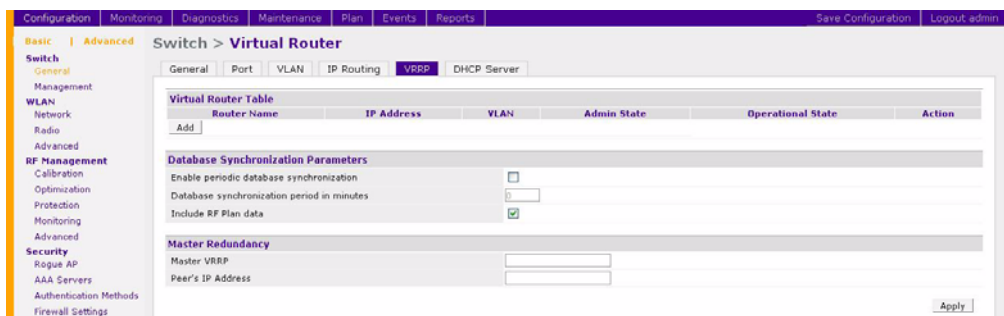 Configuration Monitoring Diagnostics Maintenance Plan Events Reports Save Configuration Logout admin
Basic | Advanced
Switch
General
Management
WLAN
Network
Radio
Advanced
RF Management
Calibration
Optimization
Protection
Monitoring
Advanced
Security
Rogue AP
AAA Servers
Authentication Methods
Firewall Settings
Switch > Virtual Router
General Port VLAN IP Routing VRRP DHCP Server
Virtual Router Table
Router Name IP Address VLAN Admin State Operational State Action
Add
Database Synchronization Parameters
Enable periodic database synchronization
Database synchronization period in minutes 0
Include RF Plan data
Master Redundancy
Master VRRP
Peer's IP Address
Apply